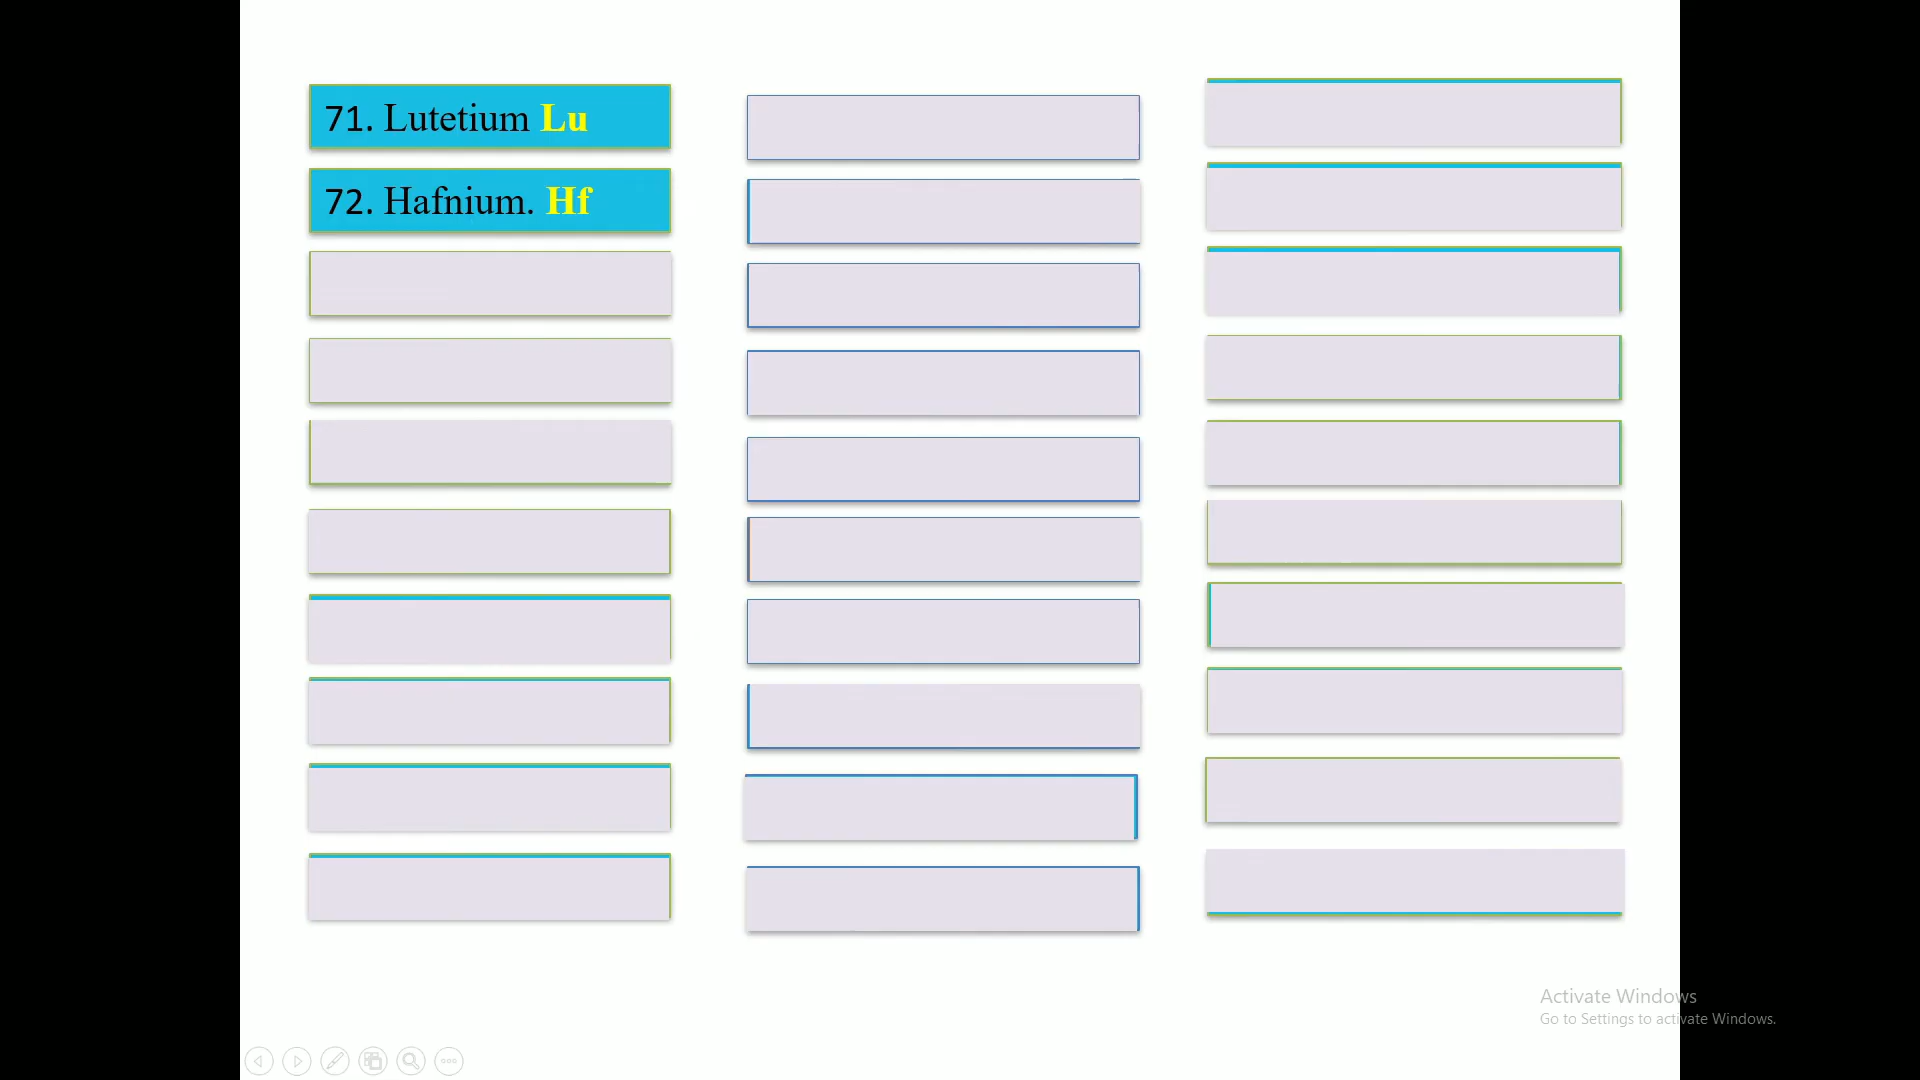 71. Lutetium Lu
72. Hafnium. Hf
Activate Windows
Go to Settings to activate Windows.